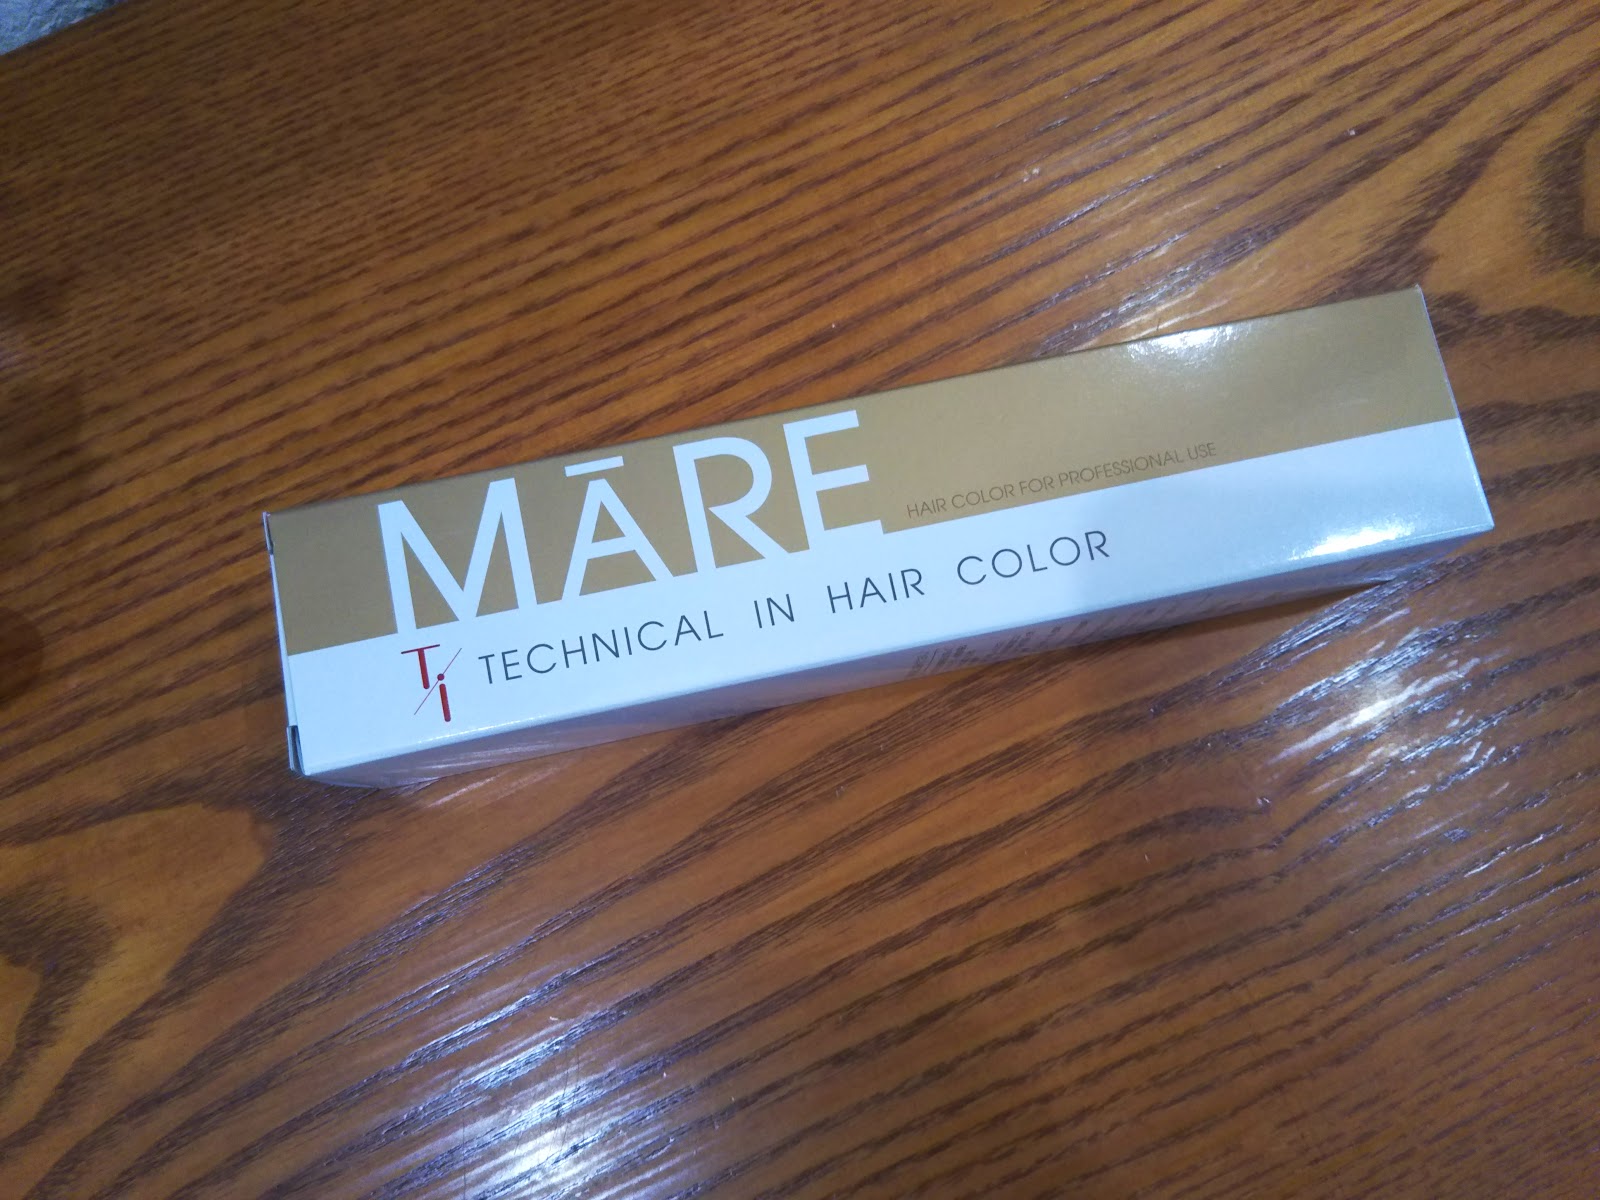 MĀRE
HAIR COLOR FOR PROFESSIONAL USE
T/i TECHNICAL IN HAIR COLOR